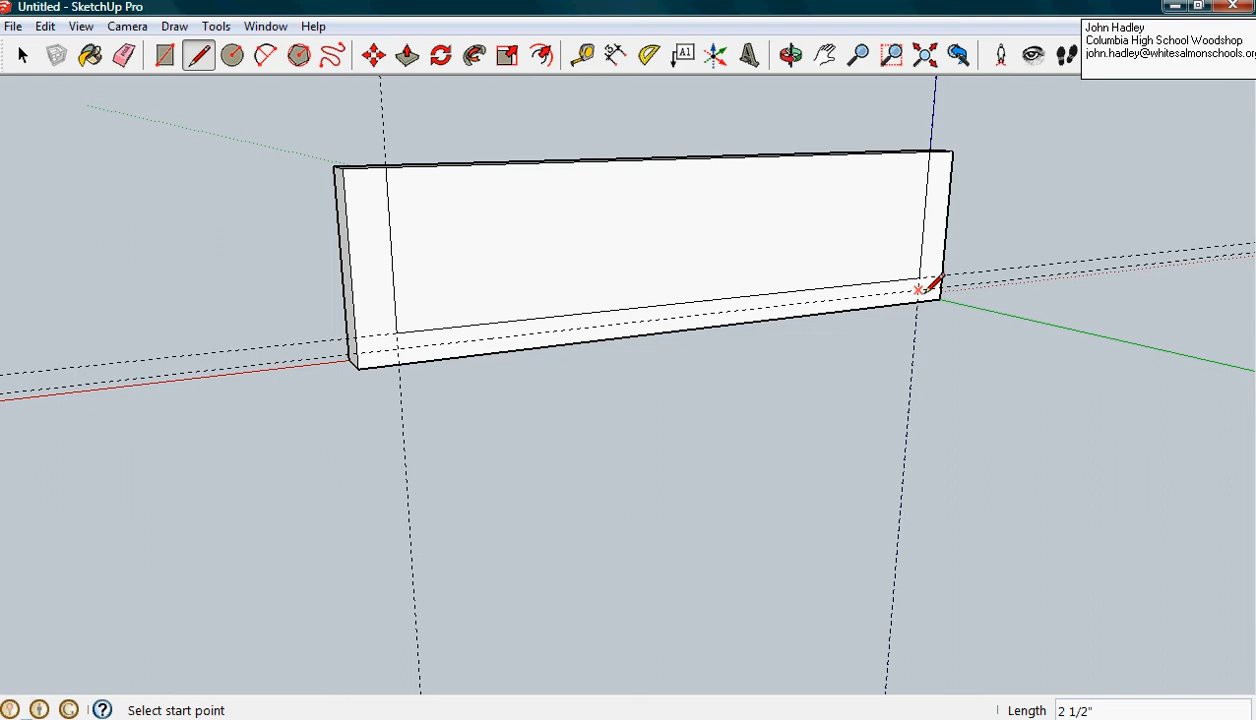 Untitled - SketchUp Pro
File Edit View Camera Draw Tools Window Help
John Hadley
Columbia High School Woodshop
john.hadley@whitesalmonschools.org
A1
Select start point
Length 2 1/2"